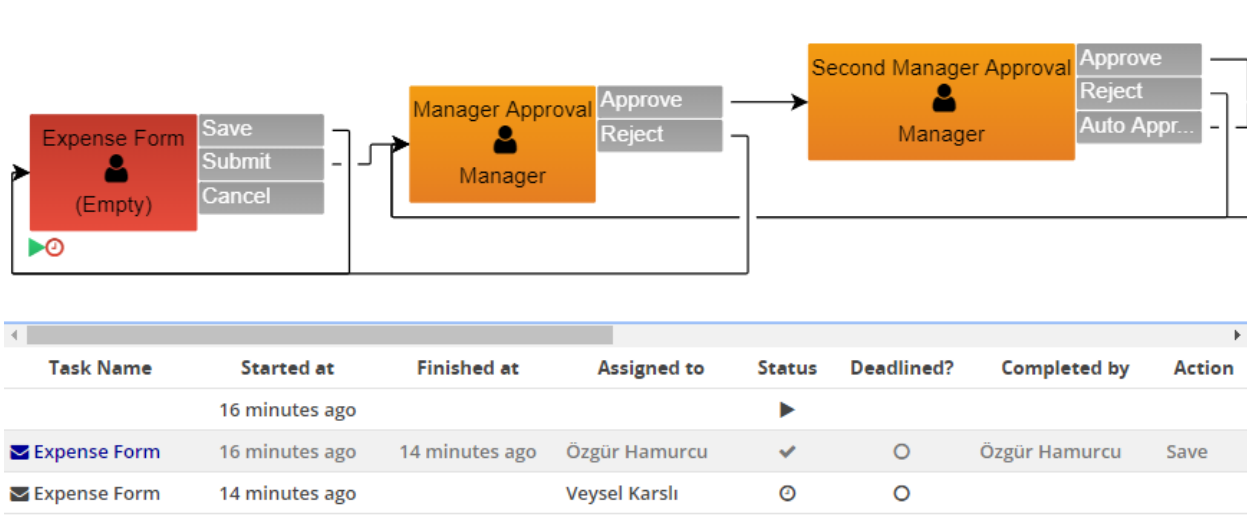 Expense Form
(Empty)
Save
Submit
Cancel
Manager Approval
Manager
Approve
Reject
Second Manager Approval
Manager
Approve
Reject
Auto Appr...
Task Name Started at Finished at Assigned to Status Deadlined? Completed by Action
16 minutes ago
Expense Form 16 minutes ago 14 minutes ago Özgür Hamurcu Özgür Hamurcu Save
Expense Form 14 minutes ago Veysel Karslı